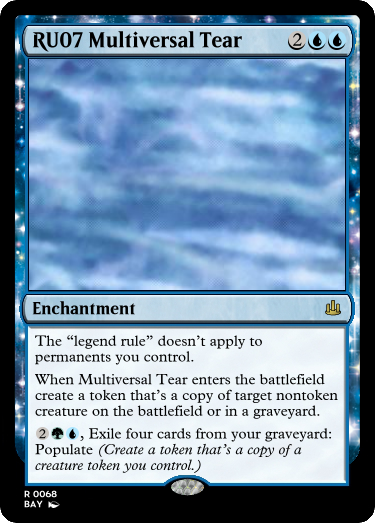 RU07 Multiversal Tear 2
Enchantment
The “legend rule” doesn’t apply to
permanents you control.
When Multiversal Tear enters the battlefield
create a token that’s a copy of target nontoken
creature on the battlefield or in a graveyard.
2, Exile four cards from your graveyard:
Populate (Create a token that’s a copy of a
creature token you control.)
R 0068
BAY